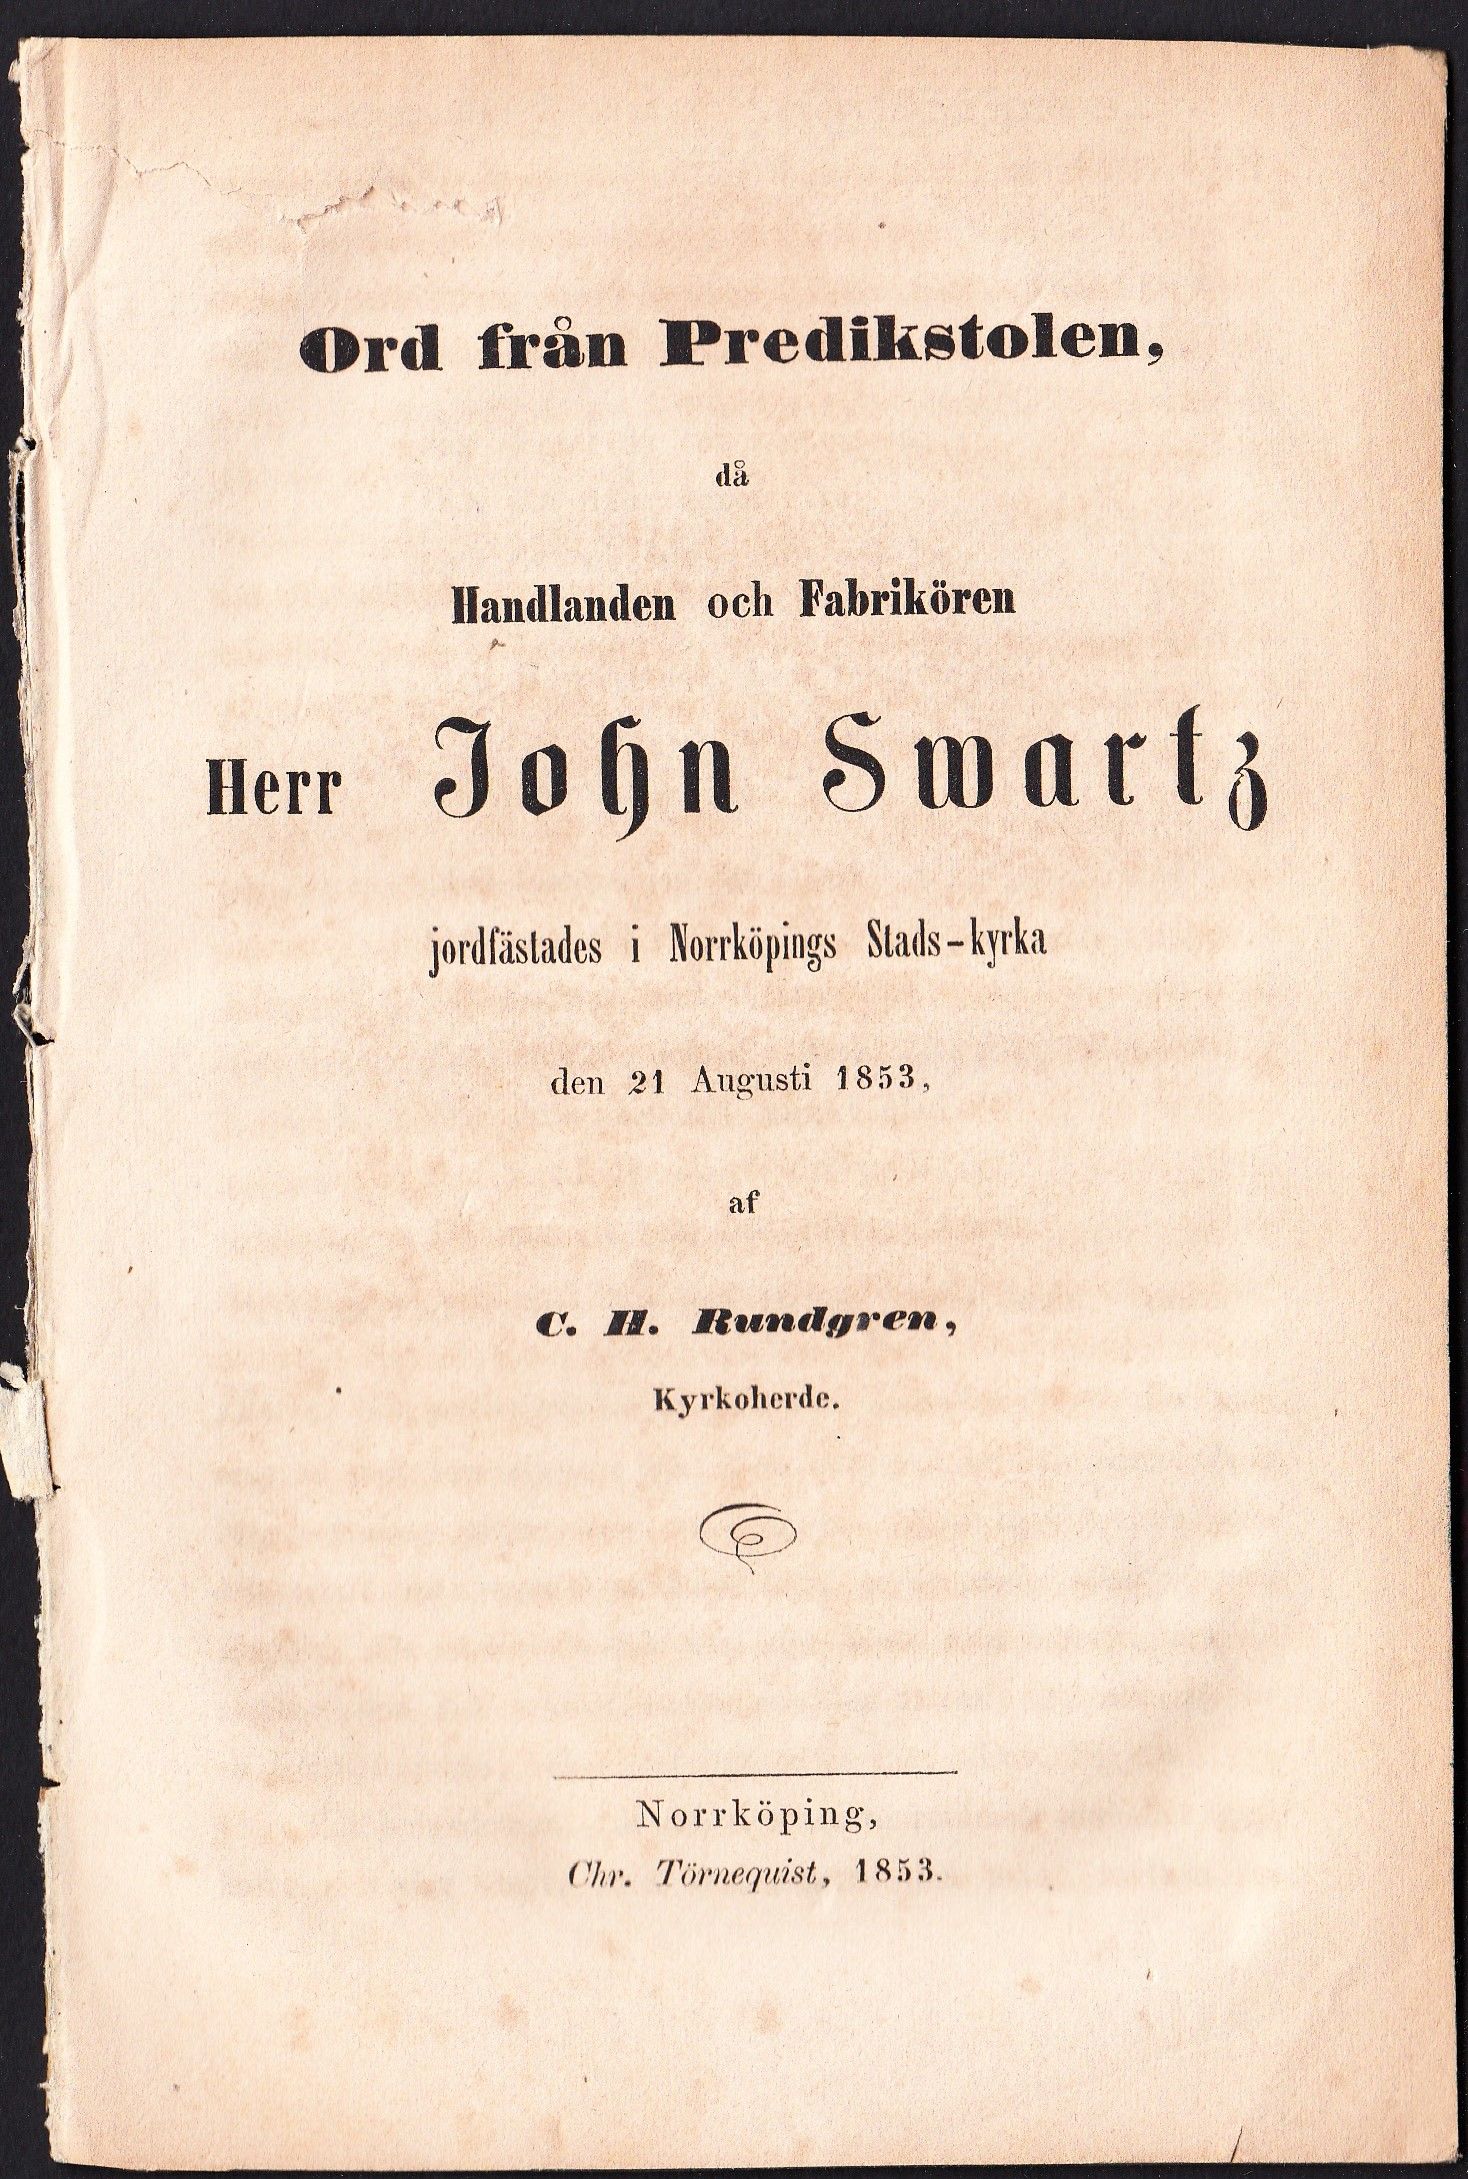 Ord från Predikstolen,
då
Handlanden och Fabrikören
Herr John Swartz
jordfästades i Norrköpings Stads-kyrka
den 21 Augusti 1853,
af
C. H. Rundgren,
Kyrkoherde.
Norrköping,
Chr. Törnequist, 1853.